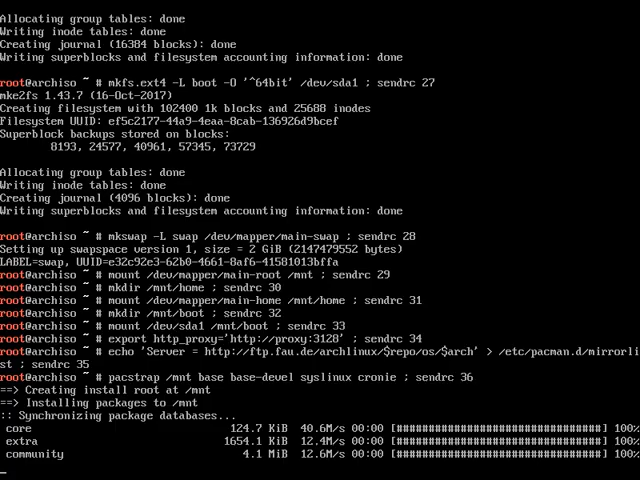 Allocating group tables: done
Writing inode tables: done
Creating journal (16384 blocks): done
Writing superblocks and filesystem accounting information: done

root@archiso ~ # mkfs.ext4 -L boot -O '^64bit' /dev/sda1 ; sendrc 27
mke2fs 1.43.7 (16-Oct-2017)
Creating filesystem with 102400 1k blocks and 25688 inodes
Filesystem UUID: ef5c2177-44a9-4eaa-8cab-136926d9bcef
Superblock backups stored on blocks:
        8193, 24577, 40961, 57345, 73729

Allocating group tables: done
Writing inode tables: done
Creating journal (4096 blocks): done
Writing superblocks and filesystem accounting information: done

root@archiso ~ # mkswap -L swap /dev/mapper/main-swap ; sendrc 28
Setting up swapspace version 1, size = 2 GiB (2147479552 bytes)
LABEL=swap, UUID=e32c92e3-62b0-4661-8af6-41581013bffa
root@archiso ~ # mount /dev/mapper/main-root /mnt ; sendrc 29
root@archiso ~ # mkdir /mnt/home ; sendrc 30
root@archiso ~ # mount /dev/mapper/main-home /mnt/home ; sendrc 31
root@archiso ~ # mkdir /mnt/boot ; sendrc 32
root@archiso ~ # mount /dev/sda1 /mnt/boot ; sendrc 33
root@archiso ~ # export http_proxy='http://proxy:3128' ; sendrc 34
root@archiso ~ # echo 'Server = http://ftp.fau.de/archlinux/$repo/os/$arch' > /etc/pacman.d/mirrorli
st ; sendrc 35
root@archiso ~ # pacstrap /mnt base base-devel syslinux cronie ; sendrc 36
==> Creating install root at /mnt
==> Installing packages to /mnt
:: Synchronizing package databases...
 core                    124.7 KiB  40.6M/s 00:00 [################################] 100%
 extra                  1654.1 KiB  12.4M/s 00:00 [################################] 100%
 community                 4.1 MiB  12.6M/s 00:00 [################################] 100%